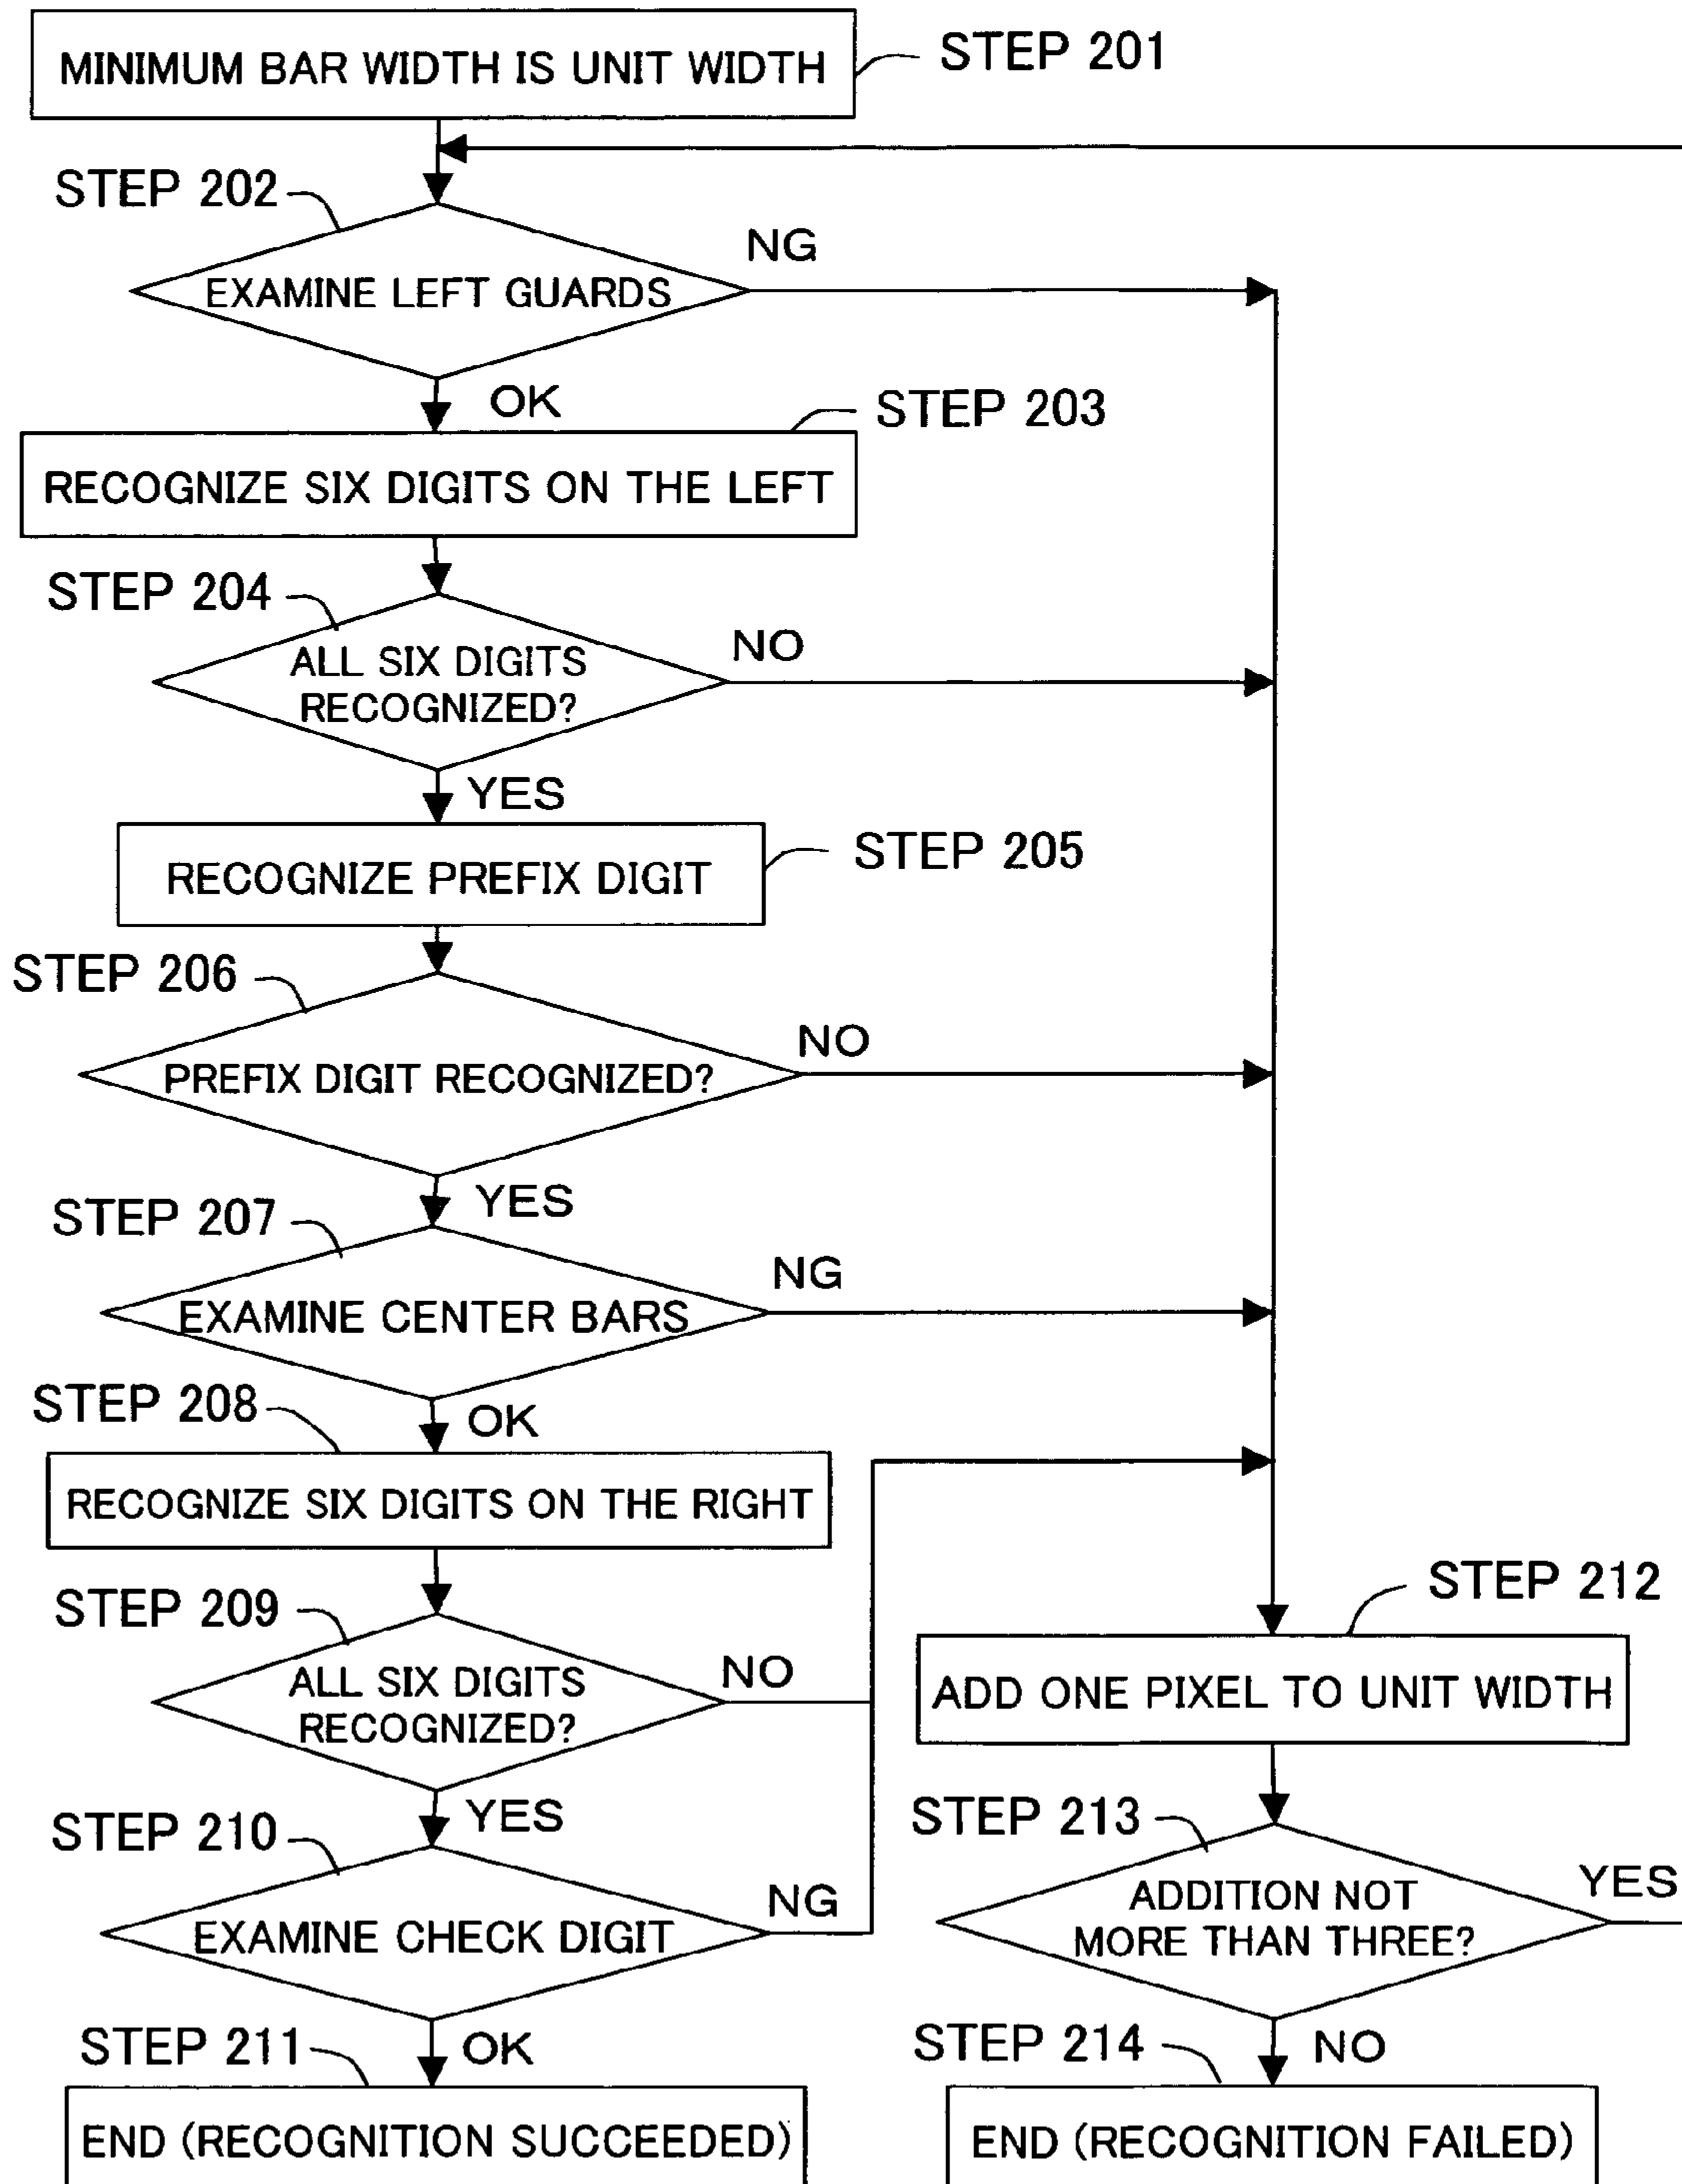 MINIMUM BAR WIDTH IS UNIT WIDTH
STEP 201
STEP 202
NG
EXAMINE LEFT GUARDS
OK
STEP 203
RECOGNIZE SIX DIGITS ON THE LEFT
STEP 204
NO
ALL SIX DIGITS
RECOGNIZED?
YES
STEP 205
RECOGNIZE PREFIX DIGIT
STEP 206
NO
PREFIX DIGIT RECOGNIZED?
YES
STEP 207
NG
EXAMINE CENTER BARS
STEP 208
OK
RECOGNIZE SIX DIGITS ON THE RIGHT
STEP 209
NO
ALL SIX DIGITS
RECOGNIZED?
YES
STEP 210
NG
EXAMINE CHECK DIGIT
STEP 211
OK
END (RECOGNITION SUCCEEDED)
STEP 212
ADD ONE PIXEL TO UNIT WIDTH
STEP 213
YES
ADDITION NOT
MORE THAN THREE?
STEP 214
NO
END (RECOGNITION FAILED)